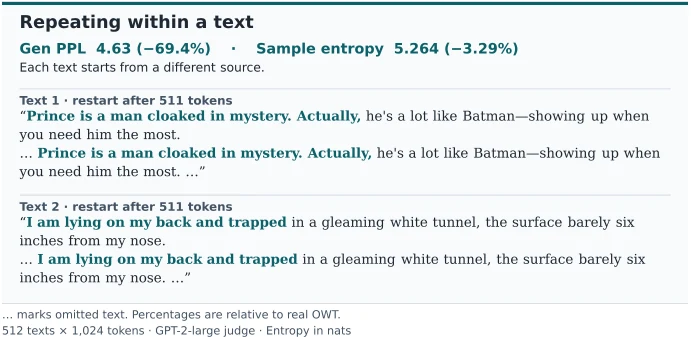 Repeating within a text
Gen PPL 4.63 (−69.4%) · Sample entropy 5.264 (−3.29%)
Each text starts from a different source.
Text 1 · restart after 511 tokens
“Prince is a man cloaked in mystery. Actually, he's a lot like Batman—showing up when
you need him the most.
... Prince is a man cloaked in mystery. Actually, he's a lot like Batman—showing up when
you need him the most. ...”
Text 2 · restart after 511 tokens
“I am lying on my back and trapped in a gleaming white tunnel, the surface barely six
inches from my nose.
... I am lying on my back and trapped in a gleaming white tunnel, the surface barely six
inches from my nose. ...”
... marks omitted text. Percentages are relative to real OWT.
512 texts × 1,024 tokens · GPT-2-large judge · Entropy in nats